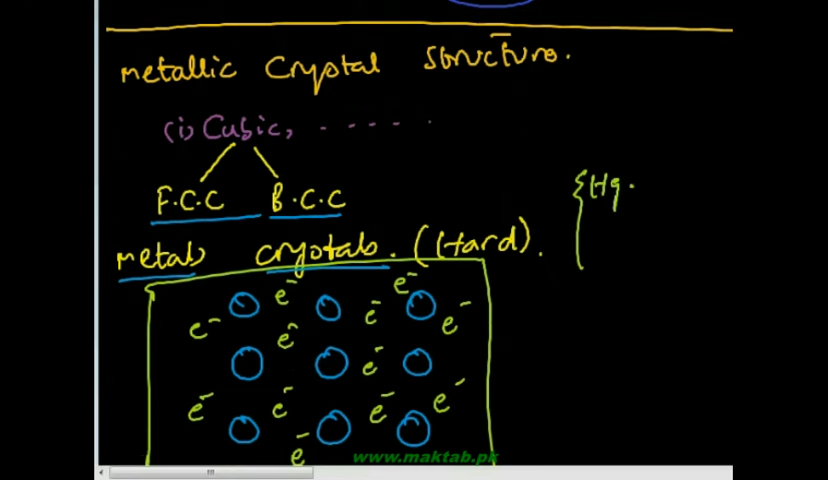 metallic Crystal Structure.
(i) Cubic, - - - - - .
F.C.C B.C.C
{Hg.
metals crystals. (Hard).
e⁻ e⁻
e⁻ e⁻ e⁻
e⁻
e⁻
e⁻ e⁻ e⁻ e⁻
e⁻
www.maktab.pk